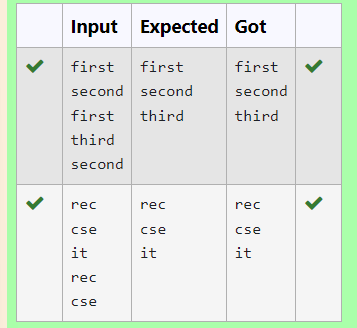 Input Expected Got
first first first
second second second
first third third
third
second
rec rec rec
cse cse cse
it it it
rec
cse